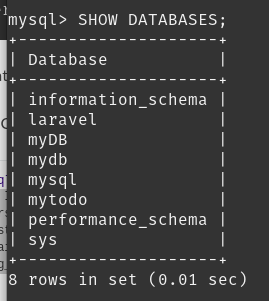 mysql> SHOW DATABASES;
+--------------------+
| Database           |
+--------------------+
| information_schema |
| laravel            |
| myDB               |
| mydb               |
| mysql              |
| mytodo             |
| performance_schema |
| sys                |
+--------------------+
8 rows in set (0.01 sec)